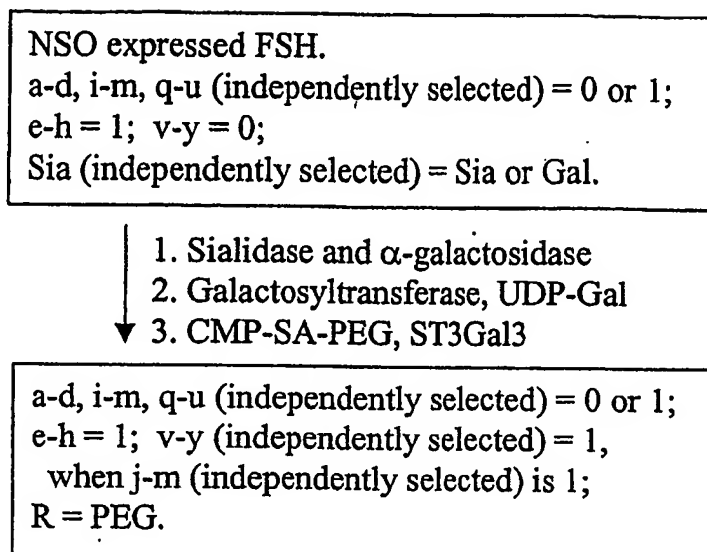 NSO expressed FSH.
a-d, i-m, q-u (independently selected) = 0 or 1;
e-h = 1; v-y = 0;
Sia (independently selected) = Sia or Gal.
1. Sialidase and α-galactosidase
2. Galactosyltransferase, UDP-Gal
3. CMP-SA-PEG, ST3Gal3
a-d, i-m, q-u (independently selected) = 0 or 1;
e-h = 1; v-y (independently selected) = 1,
when j-m (independently selected) is 1;
R = PEG.